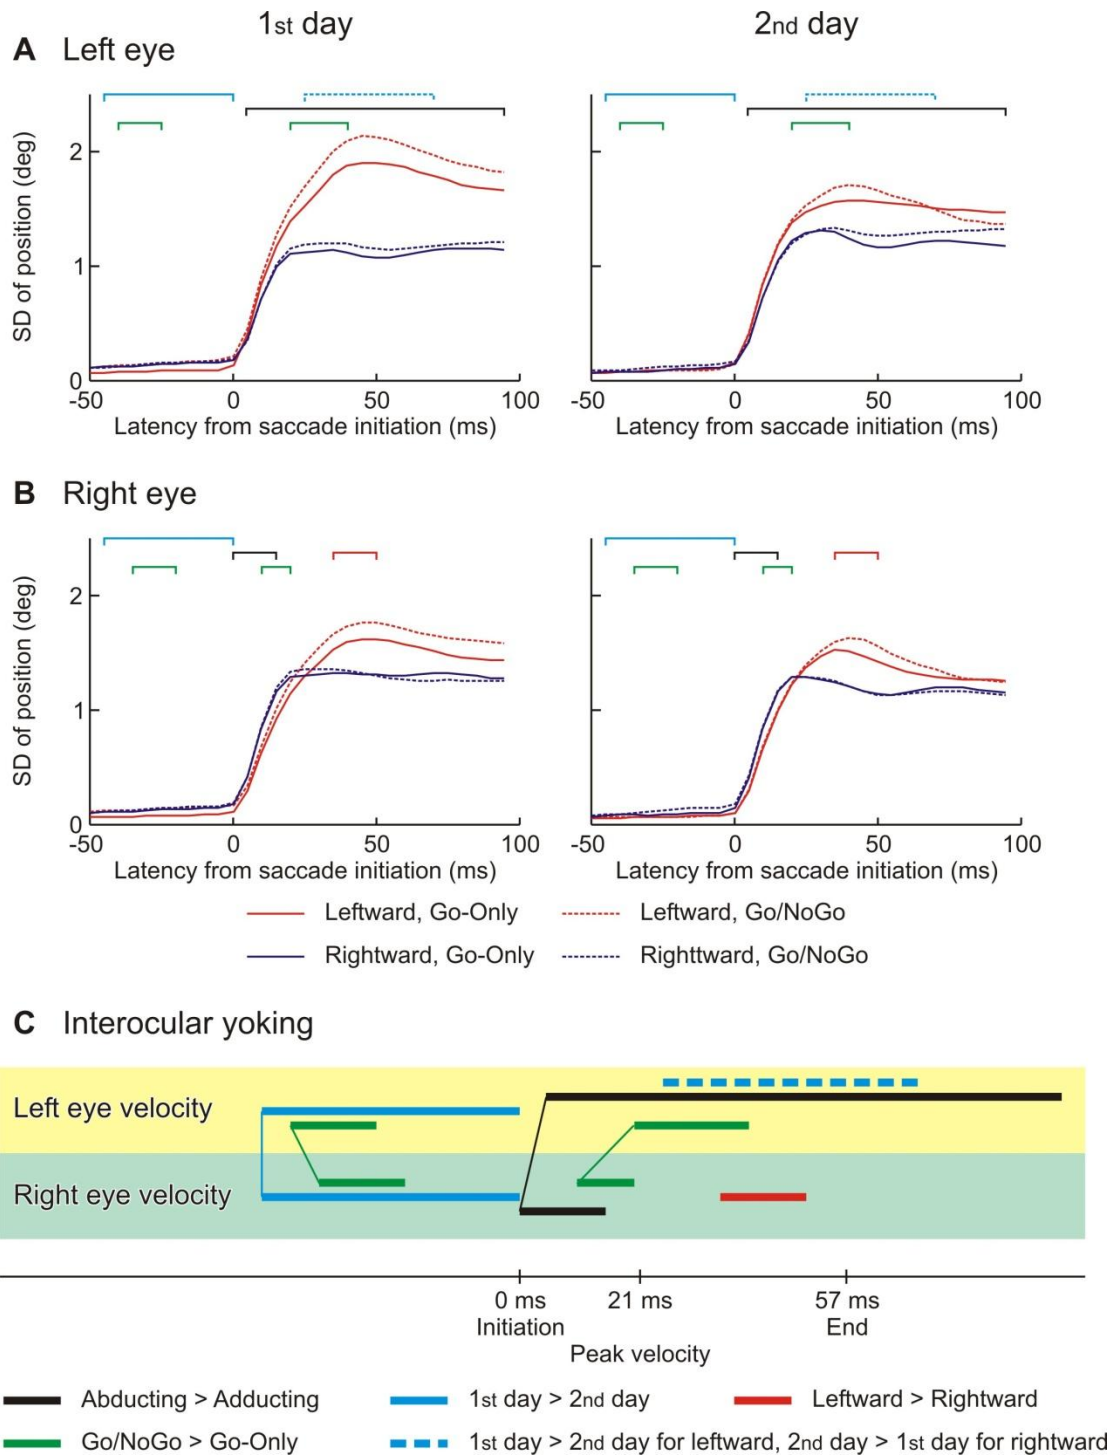 1st day 2nd day
A Left eye
SD of position (deg)
2
1
0
-50 0 50 100
Latency from saccade initiation (ms)
-50 0 50 100
Latency from saccade initiation (ms)
B Right eye
SD of position (deg)
2
1
0
-50 0 50 100
Latency from saccade initiation (ms)
-50 0 50 100
Latency from saccade initiation (ms)
Leftward, Go-Only Leftward, Go/NoGo
Rightward, Go-Only Righttward, Go/NoGo
C Interocular yoking
Left eye velocity
Right eye velocity
0 ms 21 ms 57 ms
Initiation End
Peak velocity
Abducting > Adducting 1st day > 2nd day Leftward > Rightward
Go/NoGo > Go-Only 1st day > 2nd day for leftward, 2nd day > 1st day for rightward